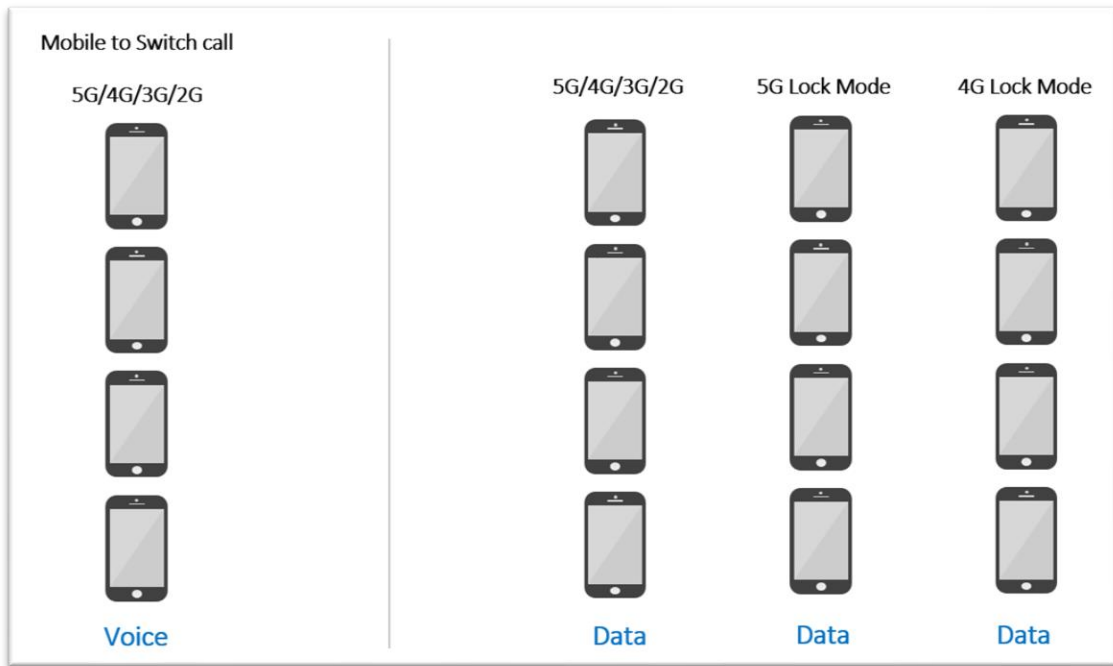 Mobile to Switch call
5G/4G/3G/2G
5G/4G/3G/2G
5G Lock Mode
4G Lock Mode
Voice
Data
Data
Data